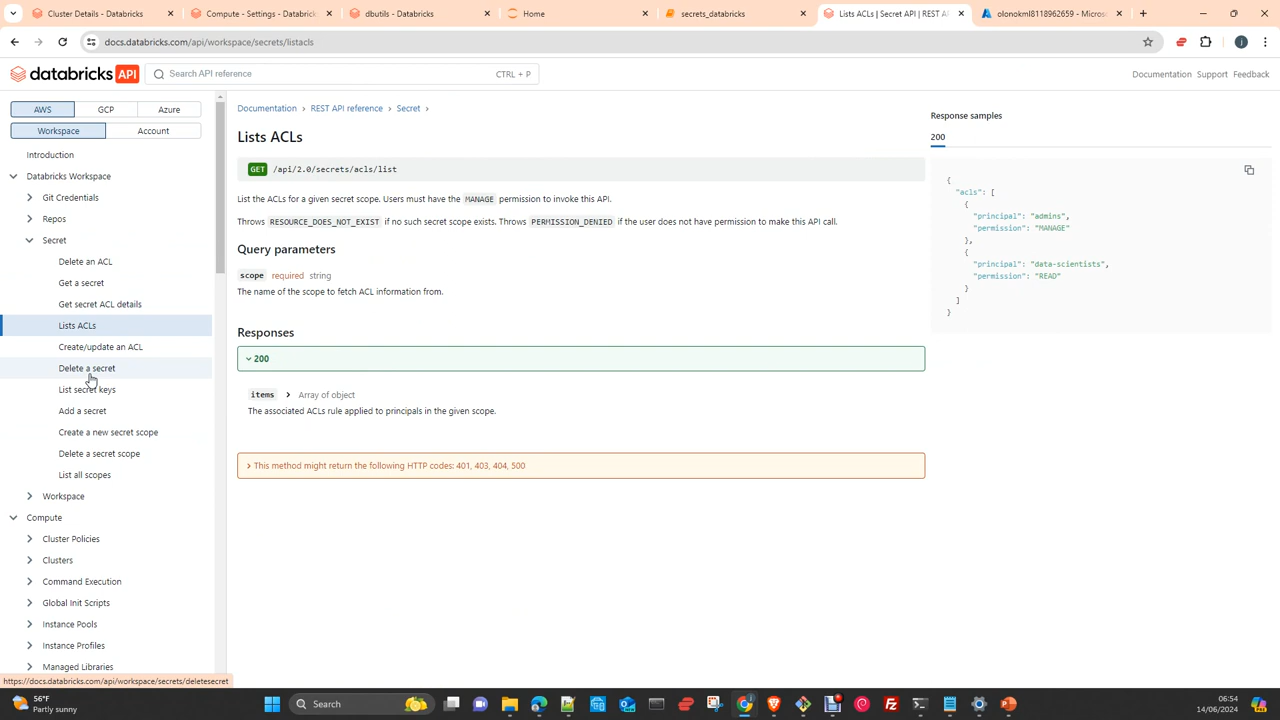 Cluster Details - Databricks
Compute - Settings - Databrick
dbutils - Databricks
Home
secrets_databricks
Lists ACLs | Secret API | REST AP
olonokml8118962659 - Micros
docs.databricks.com/api/workspace/secrets/listacls
databricks API
Search API reference
CTRL + P
Documentation
Support
Feedback
AWS
GCP
Azure
Workspace
Account
Introduction
Databricks Workspace
Git Credentials
Repos
Secret
Delete an ACL
Get a secret
Get secret ACL details
Lists ACLs
Create/update an ACL
Delete a secret
List secret keys
Add a secret
Create a new secret scope
Delete a secret scope
List all scopes
Workspace
Compute
Cluster Policies
Clusters
Command Execution
Global Init Scripts
Instance Pools
Instance Profiles
Managed Libraries
https://docs.databricks.com/api/workspace/secrets/deletesecret
Documentation > REST API reference > Secret >
Lists ACLs
GET /api/2.0/secrets/acls/list
List the ACLs for a given secret scope. Users must have the MANAGE permission to invoke this API.
Throws RESOURCE_DOES_NOT_EXIST if no such secret scope exists. Throws PERMISSION_DENIED if the user does not have permission to make this API call.
Query parameters
scope required string
The name of the scope to fetch ACL information from.
Responses
200
items > Array of object
The associated ACLs rule applied to principals in the given scope.
This method might return the following HTTP codes: 401, 403, 404, 500
Response samples
200
{
"acls": [
{
"principal": "admins",
"permission": "MANAGE"
},
{
"principal": "data-scientists",
"permission": "READ"
}
]
}
56°F
Partly sunny
Search
06:54
14/06/2024